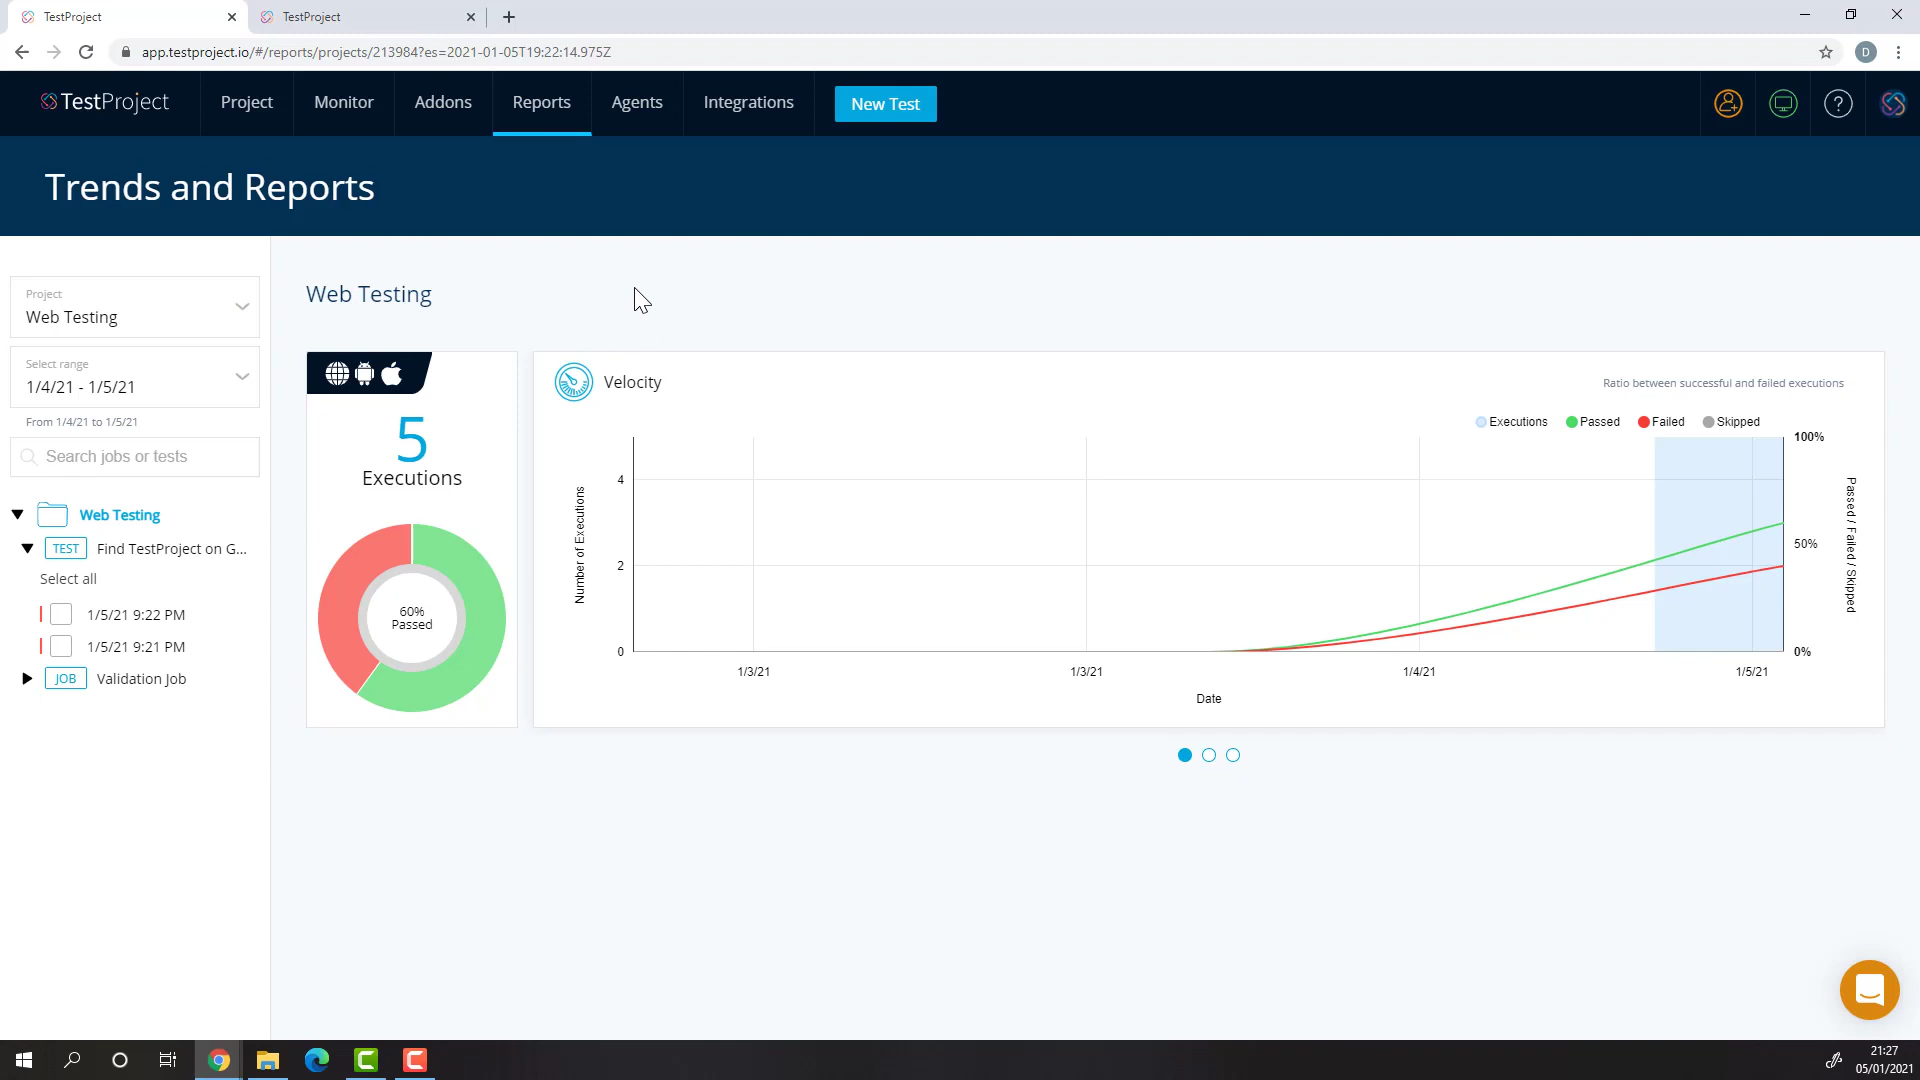 TestProject
TestProject
app.testproject.io/#/reports/projects/213984?es=2021-01-05T19:22:14.975Z
D
TestProject
Project
Monitor
Addons
Reports
Agents
Integrations
New Test
?
Trends and Reports
Project
Web Testing
Select range
1/4/21 - 1/5/21
From 1/4/21 to 1/5/21
Search jobs or tests
Web Testing
TEST Find TestProject on G...
Select all
1/5/21 9:22 PM
1/5/21 9:21 PM
JOB Validation Job
Web Testing
5
Executions
60%
Passed
Velocity
Ratio between successful and failed executions
Executions Passed Failed Skipped
Number of Executions
4
2
0
100%
50%
0%
Passed / Failed / Skipped
1/3/21 1/3/21 1/4/21 1/5/21
Date
21:27
05/01/2021